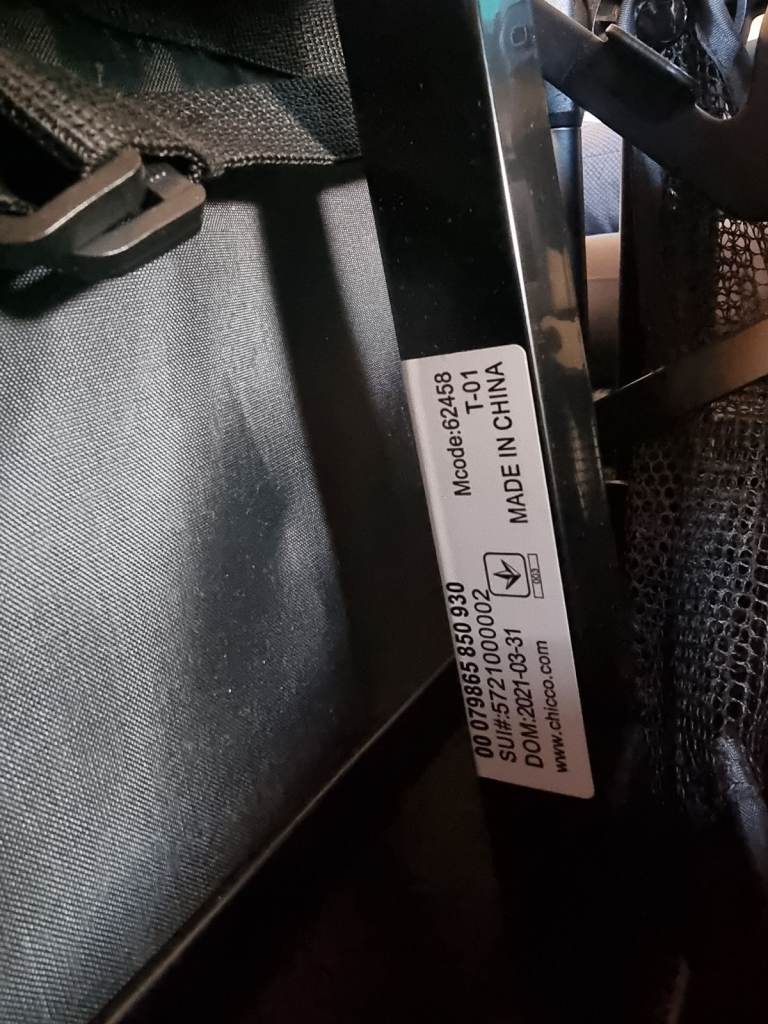 00 079865 850 930
SUI#:5721000002
DOM:2021-03-31
www.chicco.com
003
Mcode:62458
T-01
MADE IN CHINA